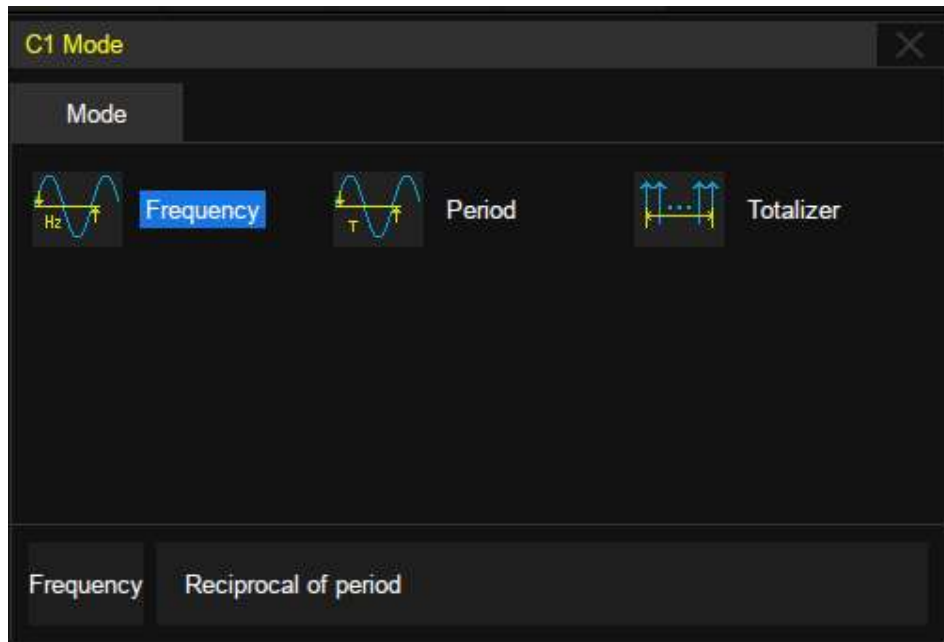 C1 Mode
Mode
Hz Frequency T Period Totalizer
Frequency Reciprocal of period